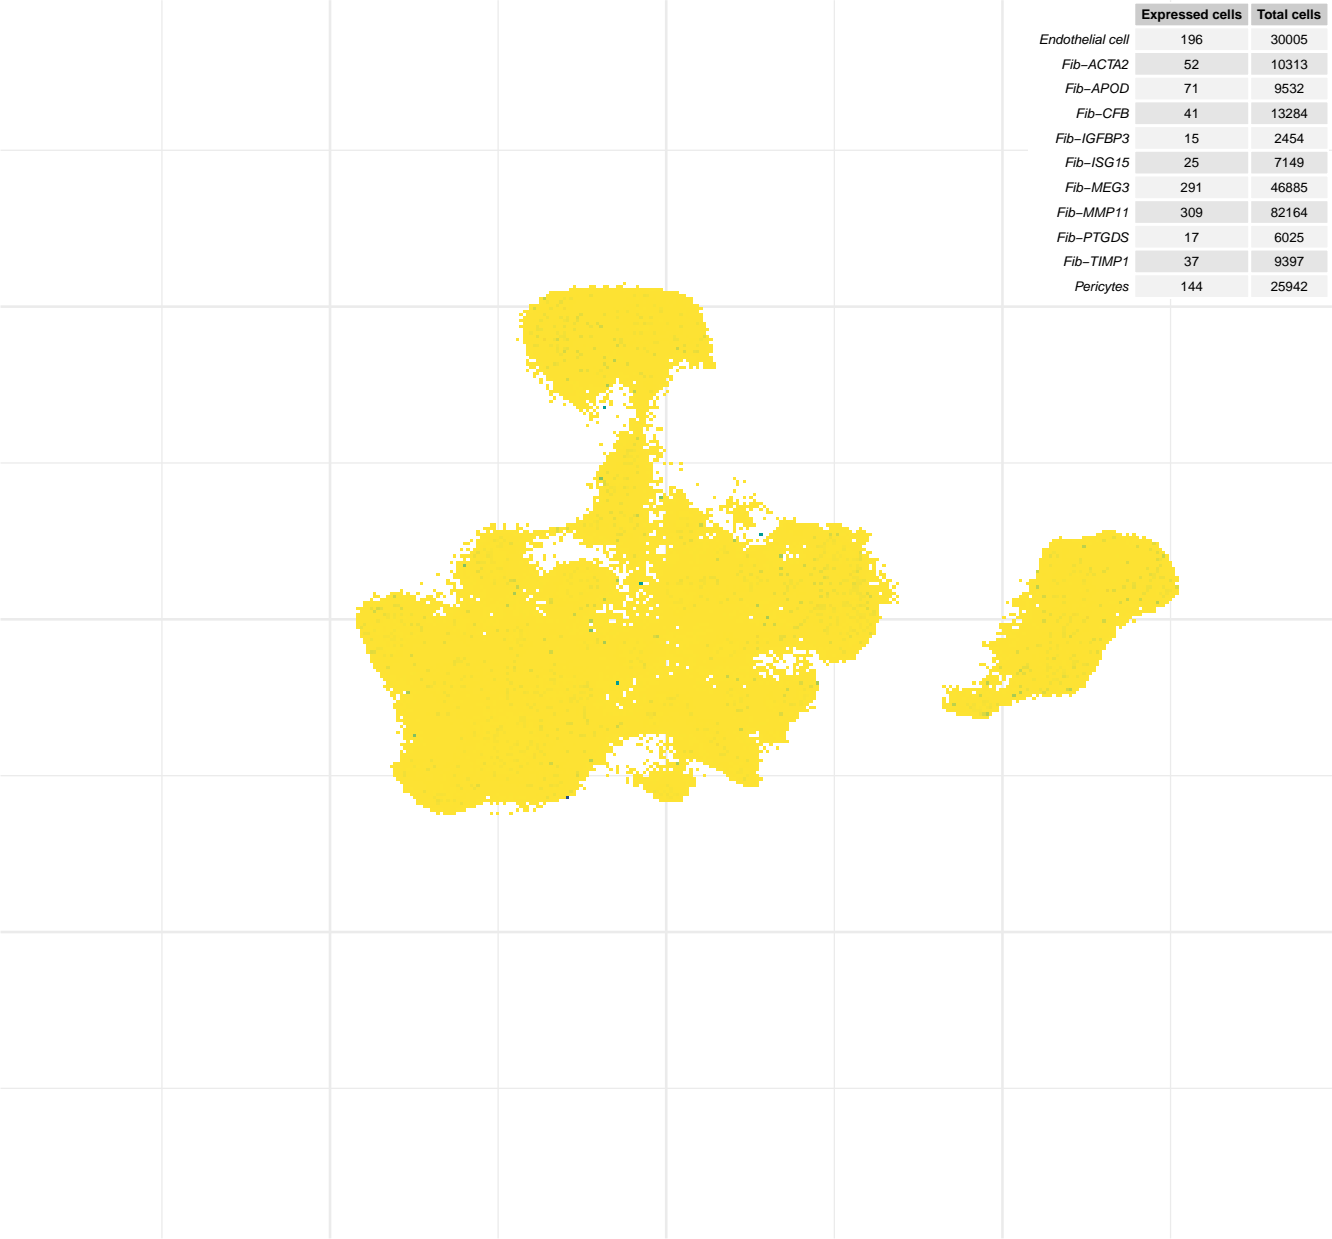 Expressed cells Total cells
Endothelial cell 196 30005
Fib−ACTA2 52 10313
Fib−APOD 71 9532
Fib−CFB 41 13284
Fib−IGFBP3 15 2454
Fib−ISG15 25 7149
Fib−MEG3 291 46885
Fib−MMP11 309 82164
Fib−PTGDS 17 6025
Fib−TIMP1 37 9397
Pericytes 144 25942